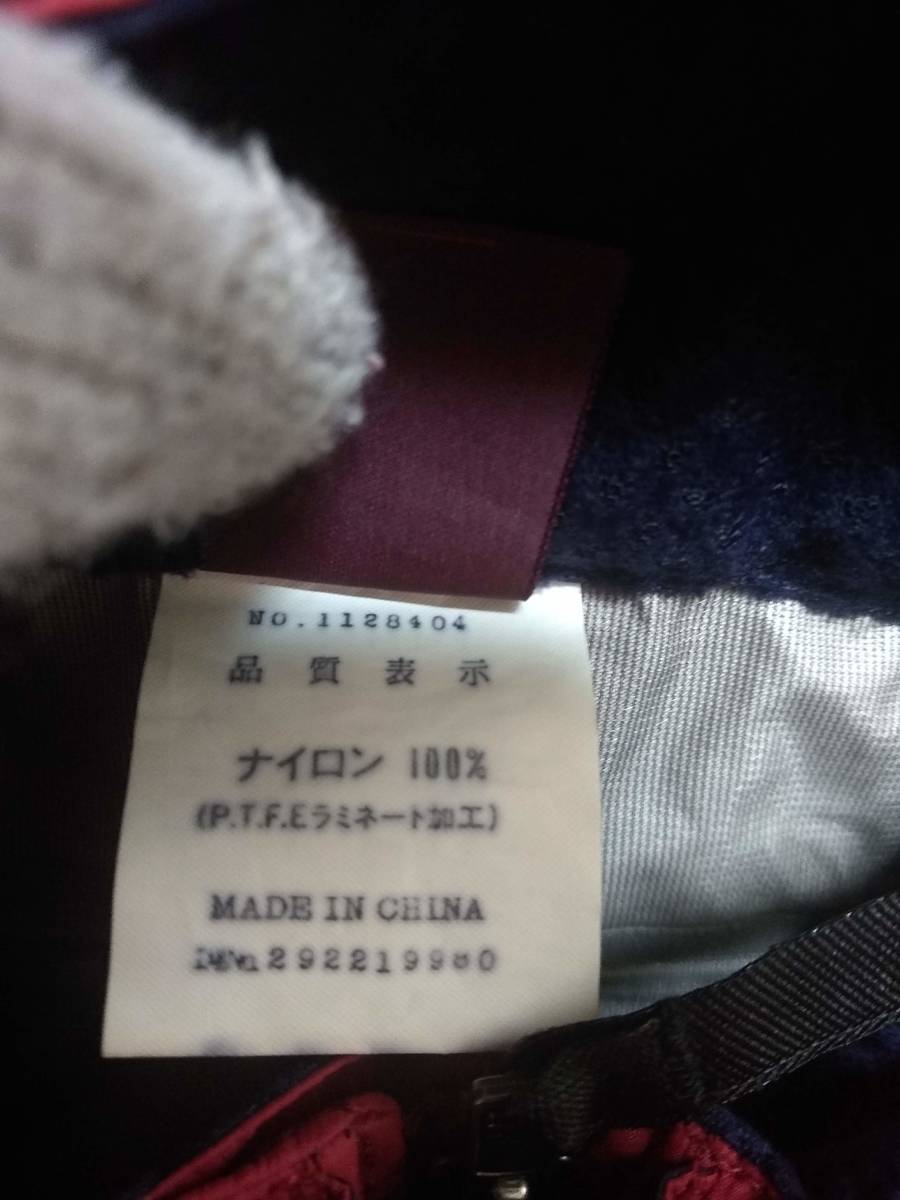 NO.1128404
品質表示
ナイロン 100%
(P.T.F.Eラミネート加工)
MADE IN CHINA
292219980